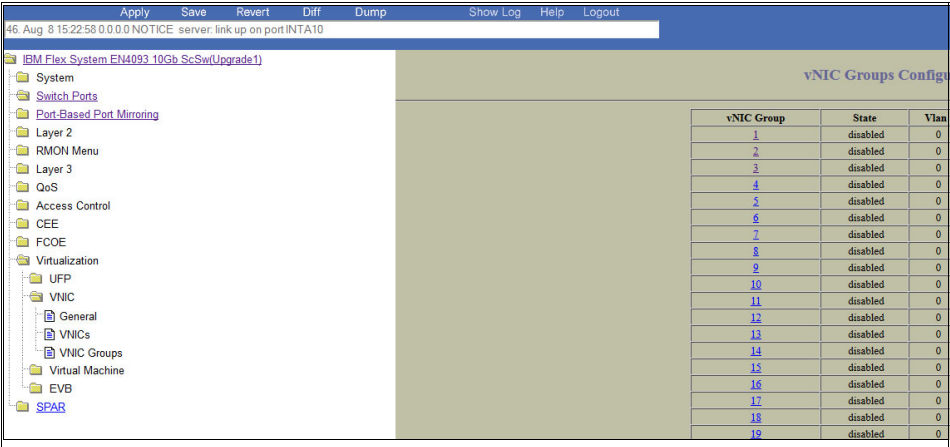 Apply Save Revert Diff Dump Show Log Help Logout
46. Aug 8 15:22:58 0.0.0.0 NOTICE server: link up on port INTA10
IBM Flex System EN4093 10Gb ScSw(Upgrade1)
System
Switch Ports
Port-Based Port Mirroring
Layer 2
RMON Menu
Layer 3
QoS
Access Control
CEE
FCOE
Virtualization
UFP
VNIC
General
VNICs
VNIC Groups
Virtual Machine
EVB
SPAR
vNIC Groups Configu
vNIC Group State Vlan
1 disabled 0
2 disabled 0
3 disabled 0
4 disabled 0
5 disabled 0
6 disabled 0
7 disabled 0
8 disabled 0
9 disabled 0
10 disabled 0
11 disabled 0
12 disabled 0
13 disabled 0
14 disabled 0
15 disabled 0
16 disabled 0
17 disabled 0
18 disabled 0
19 disabled 0